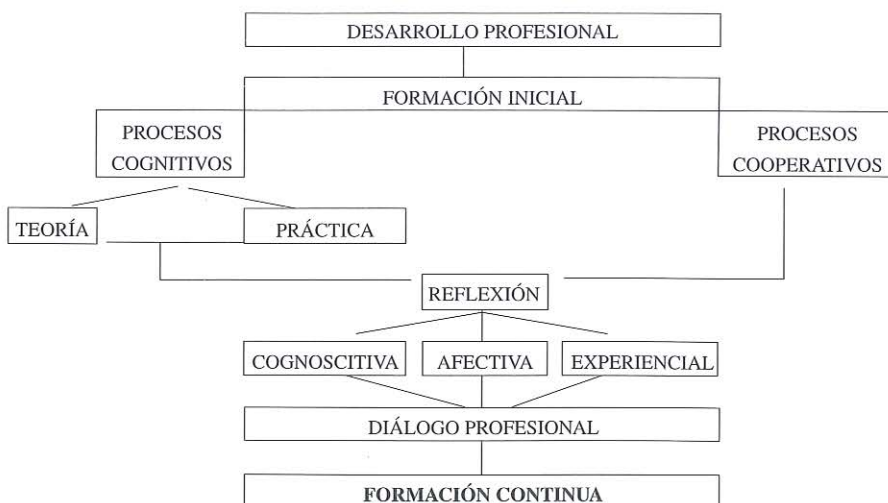 DESARROLLO PROFESIONAL
FORMACIÓN INICIAL
PROCESOS
COGNITIVOS
PROCESOS
COOPERATIVOS
TEORÍA
PRÁCTICA
REFLEXIÓN
COGNOSCITIVA
AFECTIVA
EXPERIENCIAL
DIÁLOGO PROFESIONAL
FORMACIÓN CONTINUA